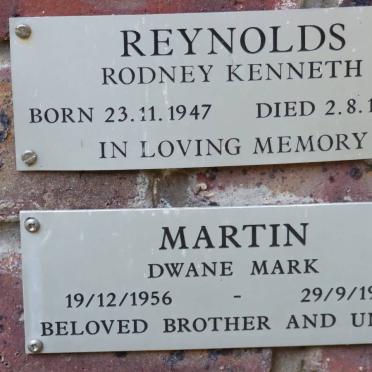 REYNOLDS
RODNEY KENNETH
BORN 23.11.1947 DIED 2.8.1
IN LOVING MEMORY
MARTIN
DWANE MARK
19/12/1956 - 29/9/19
BELOVED BROTHER AND UN